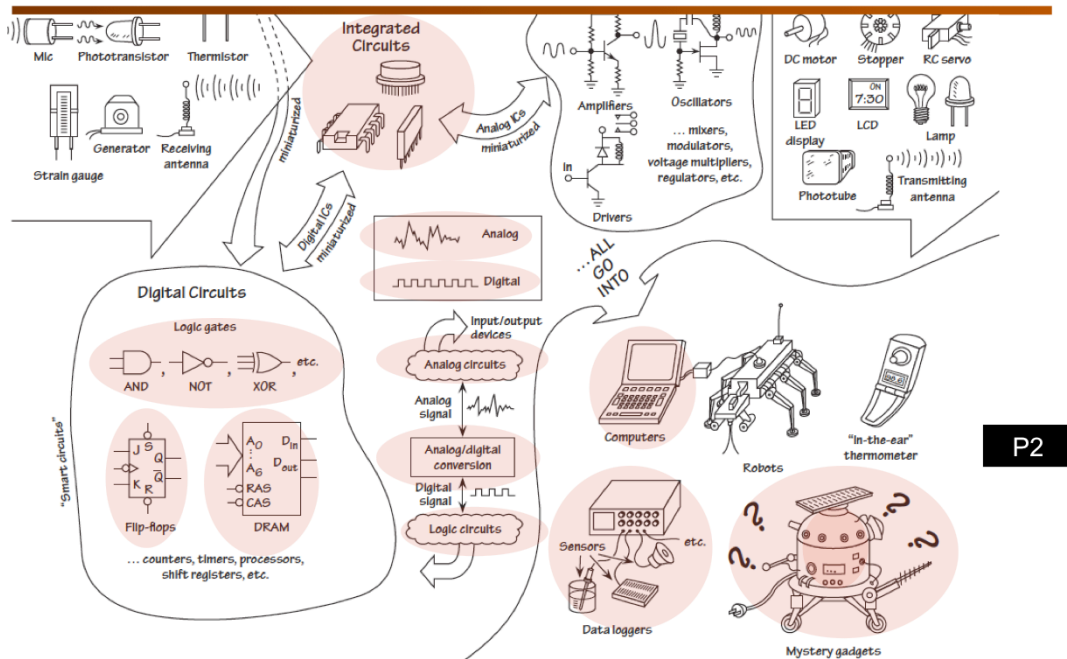 Mic
Phototransistor
Thermistor
Strain gauge
Generator
Receiving
antenna
miniaturized
Integrated
Circuits
Analog ICs
miniaturized
Digital ICs
miniaturized
Amplifiers
Oscillators
In
Drivers
... mixers,
modulators,
voltage multipliers,
regulators, etc.
DC motor
Stopper
RC servo
LED
display
ON
7:30
LCD
Lamp
Phototube
Transmitting
antenna
Analog
Digital
...ALL
GO
INTO
"Smart circuits"
Digital Circuits
Logic gates
AND
, NOT
, XOR
, etc.
J S Q
K R Q
Flip-flops
A0
:
A6
RAS
CAS
Din
Dout
DRAM
... counters, timers, processors,
shift registers, etc.
Input/output
devices
Analog circuits
Analog
signal
Analog/digital
conversion
Digital
signal
Logic circuits
Computers
Robots
"In-the-ear"
thermometer
P2
Sensors
etc.
Data loggers
? ? ? ?
Mystery gadgets